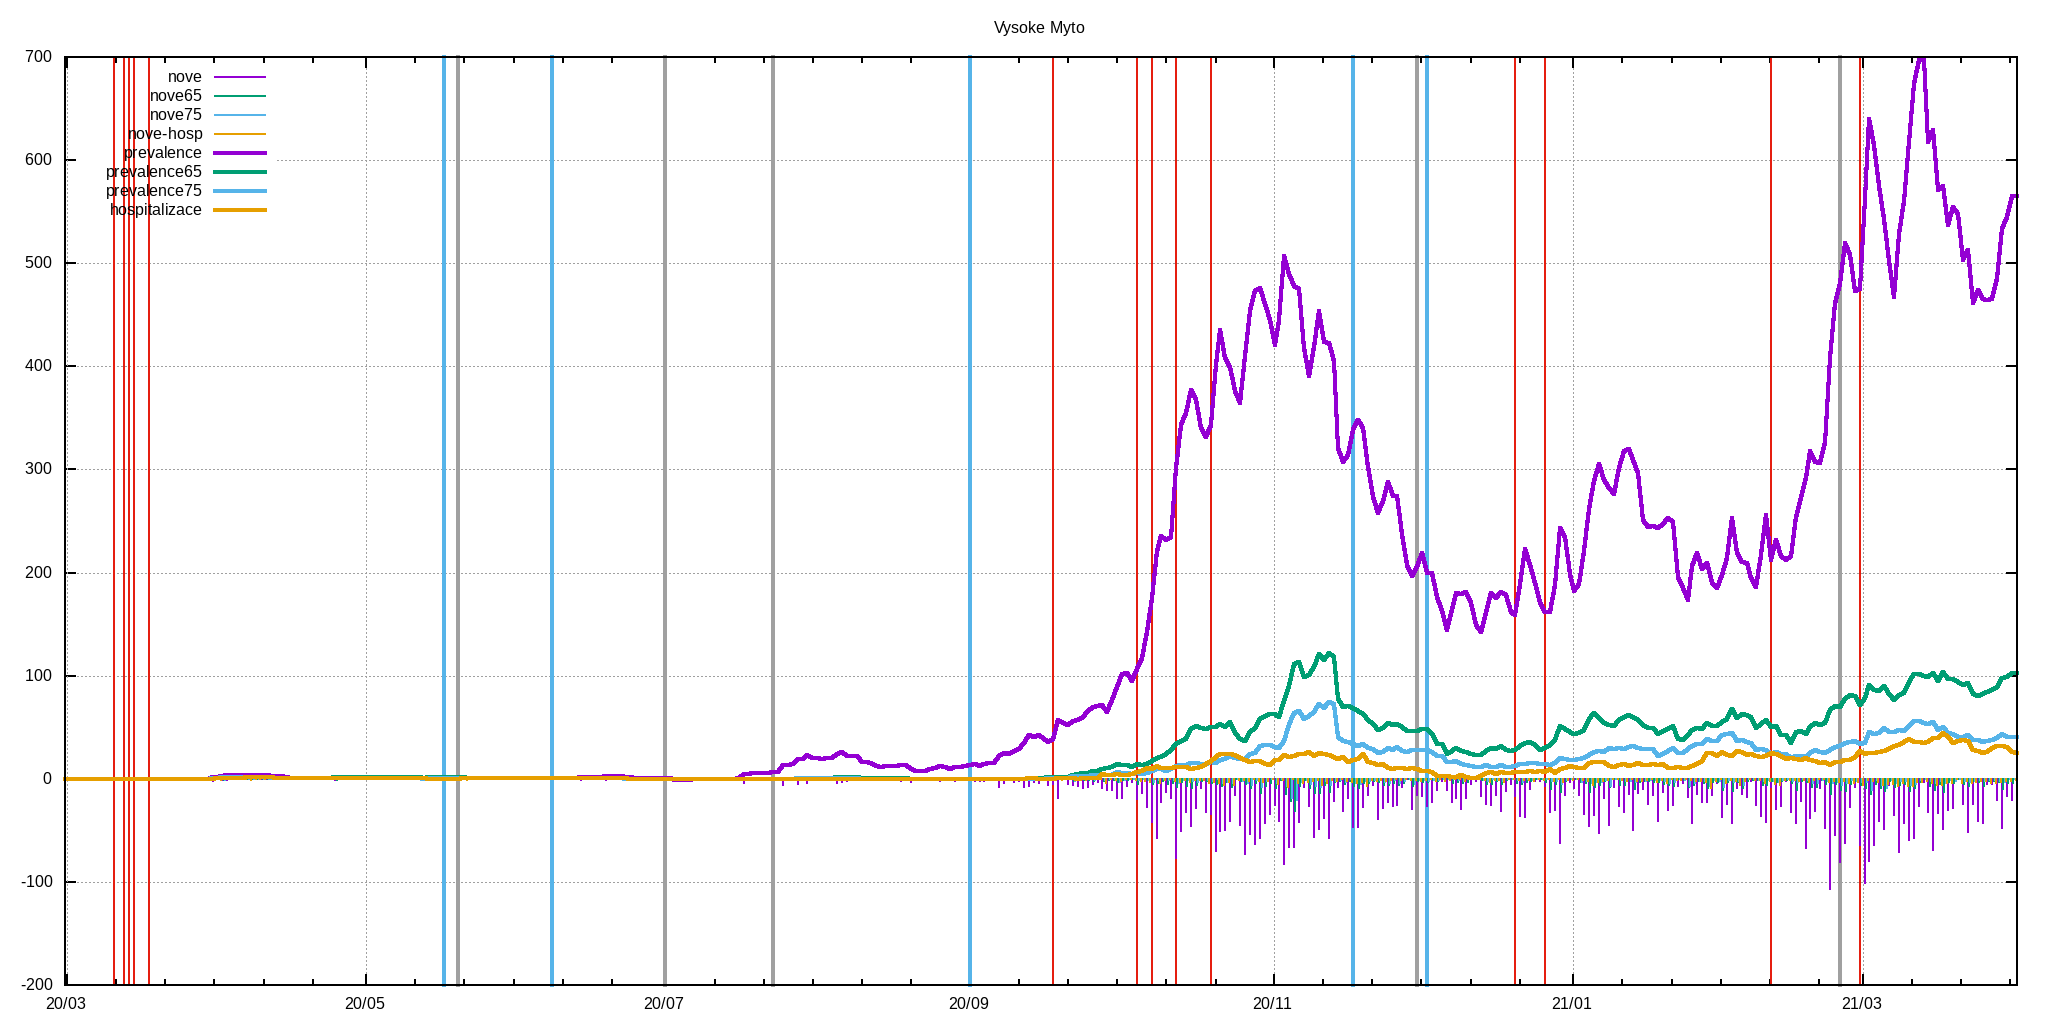 Vysoke Myto
700
600
500
400
300
200
100
0
-100
-200
nove
nove65
nove75
nove-hosp
prevalence
prevalence65
prevalence75
hospitalizace
20/03 20/05 20/07 20/09 20/11 21/01 21/03